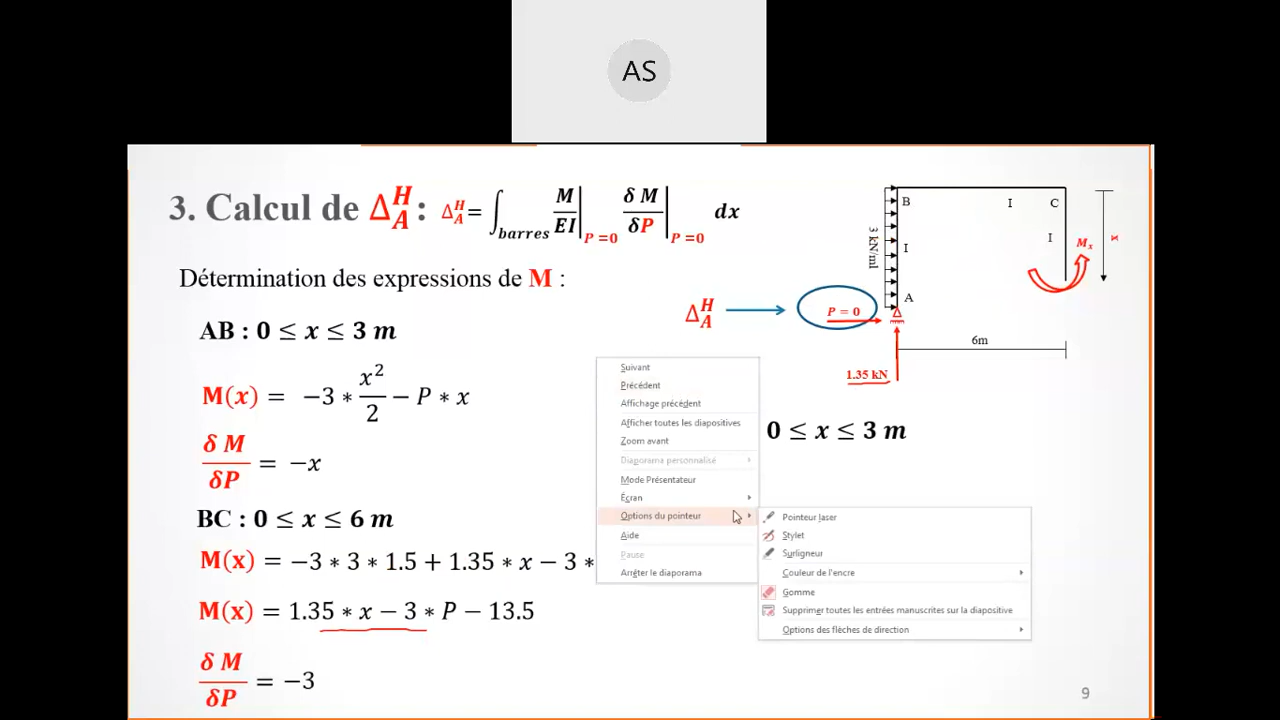 AS
3. Calcul de Δ_A^H : Δ_A^H = ∫_barres M/EI|_P =0 δ M/δP|_P =0 dx
Détermination des expressions de M :
AB : 0 ≤ x ≤ 3 m
M(x) = −3 ∗ x²/2 − P ∗ x
δ M/δP = −x
BC : 0 ≤ x ≤ 6 m
M(x) = −3 ∗ 3 ∗ 1.5 + 1.35 ∗ x − 3 ∗
M(x) = 1.35 ∗ x − 3 ∗ P − 13.5
δ M/δP = −3
B
I
C
3 kN/ml
I
I
M_x
x
A
Δ_A^H
P = 0
6m
1.35 kN
0 ≤ x ≤ 3 m
Suivant
Précédent
Affichage précédent
Afficher toutes les diapositives
Zoom avant
Diaporama personnalisé
Mode Présentateur
Écran
Options du pointeur
Aide
Pause
Arrêter le diaporama
Pointeur laser
Stylet
Surligneur
Couleur de l'encre
Gomme
Supprimer toutes les entrées manuscrites sur la diapositive
Options des flèches de direction
9